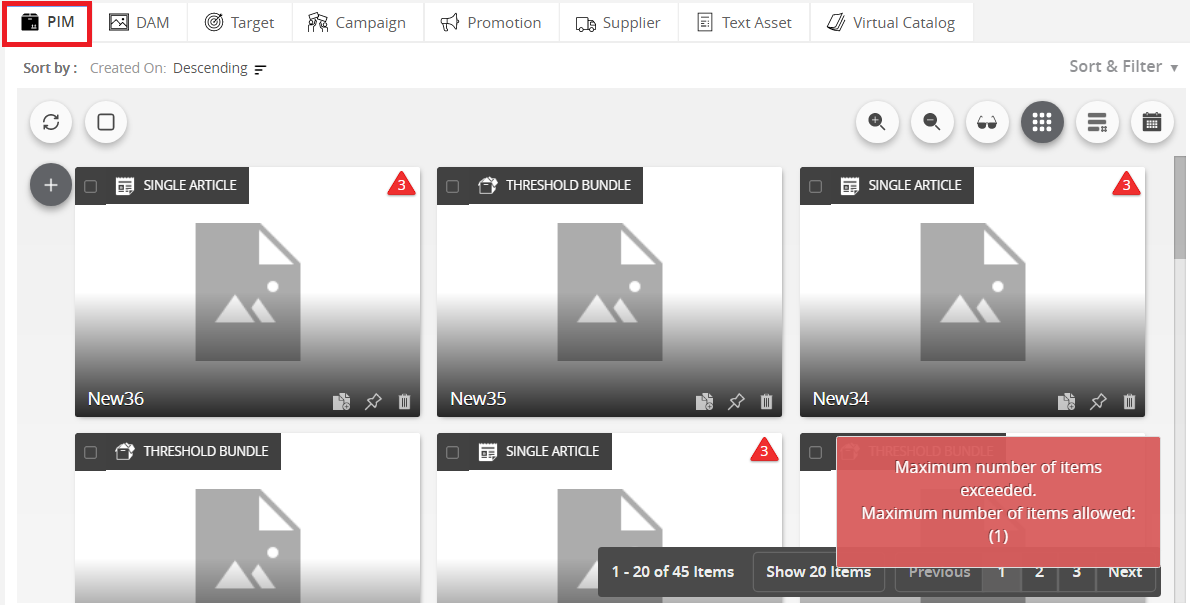 PIM DAM Target Campaign Promotion Supplier Text Asset Virtual Catalog
Sort by : Created On: Descending Sort & Filter
SINGLE ARTICLE 3 THRESHOLD BUNDLE SINGLE ARTICLE 3
New36 New35 New34
THRESHOLD BUNDLE SINGLE ARTICLE 3 THRESHOLD BUNDLE
Maximum number of items
exceeded.
Maximum number of items allowed:
(1)
1 - 20 of 45 Items Show 20 Items Previous 1 2 3 Next